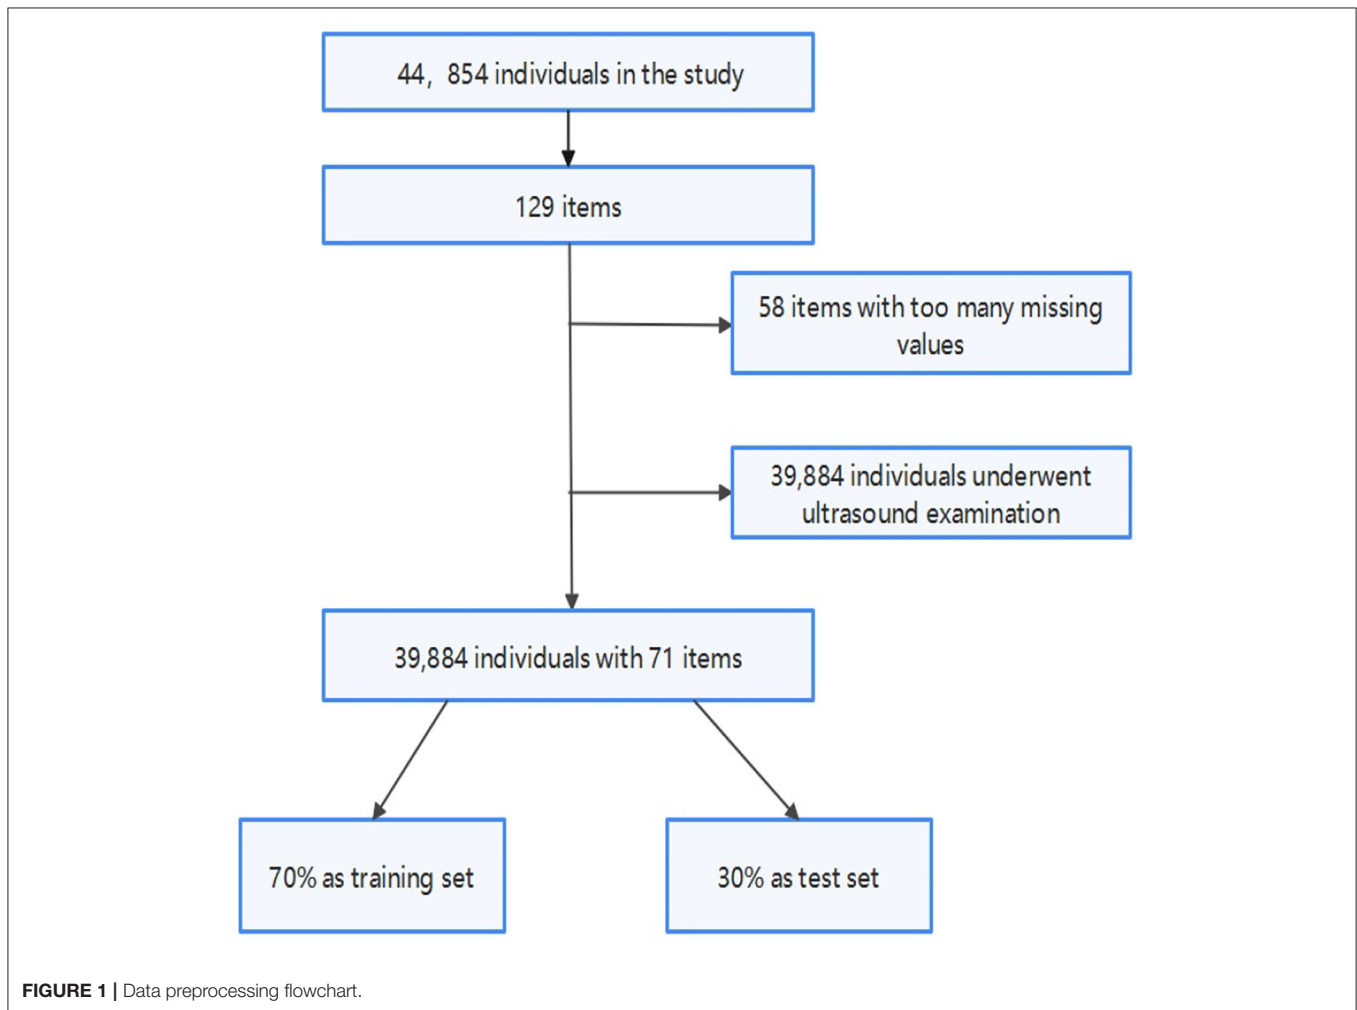 44, 854 individuals in the study
129 items
58 items with too many missing
values
39,884 individuals underwent
ultrasound examination
39,884 individuals with 71 items
70% as training set
30% as test set
FIGURE 1 | Data preprocessing flowchart.